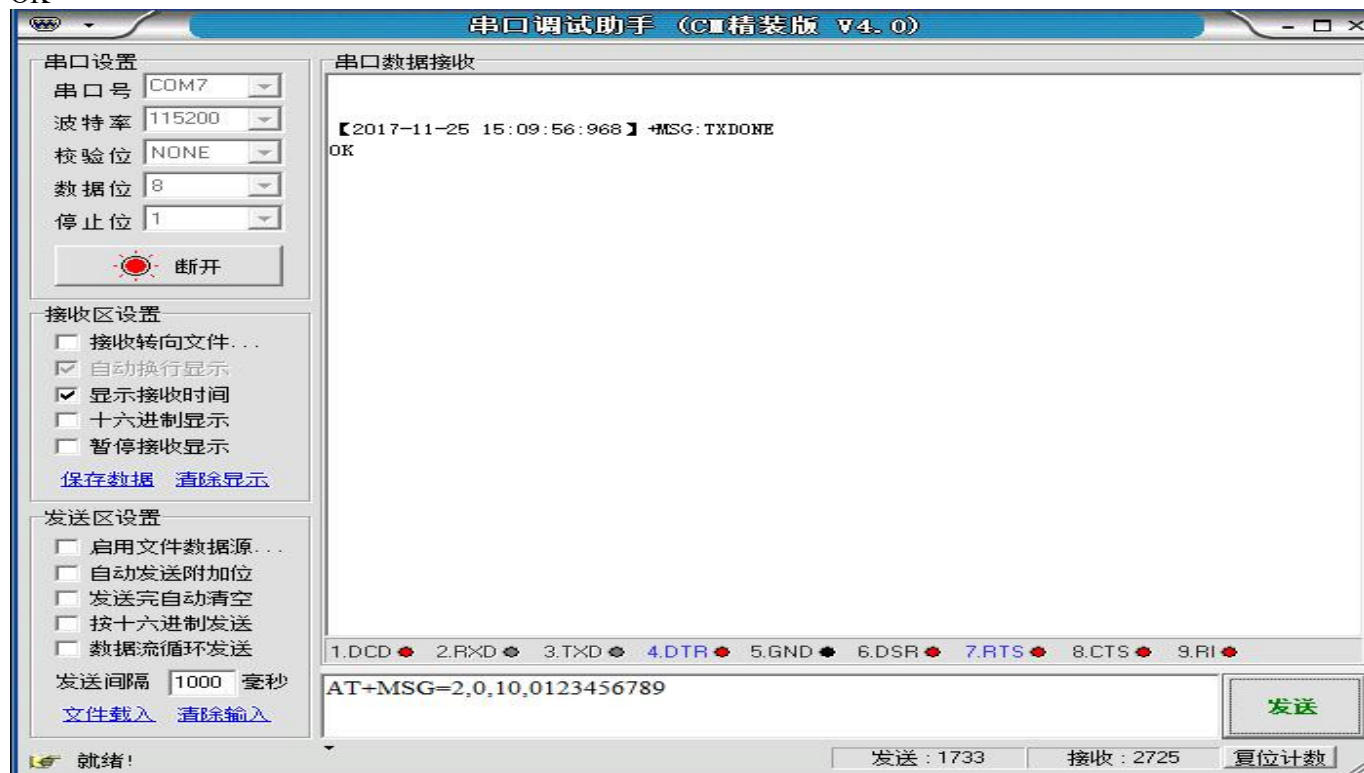 OK
串口调试助手 (CM精装版 V4.0)
串口设置
串口号 COM7
波特率 115200
校验位 NONE
数据位 8
停止位 1
断开
接收区设置
接收转向文件...
自动换行显示
显示接收时间
十六进制显示
暂停接收显示
保存数据 清除显示
发送区设置
启用文件数据源...
自动发送附加位
发送完自动清空
按十六进制发送
数据流循环发送
发送间隔 1000 毫秒
文件载入 清除输入
串口数据接收
【2017-11-25 15:09:56:968】+MSG:TXDONE
OK
1.DCD 2.RXD 3.TXD 4.DTR 5.GND 6.DSR 7.RTS 8.CTS 9.RI
AT+MSG=2,0,10,0123456789
发送
就绪! 发送:1733 接收:2725 复位计数